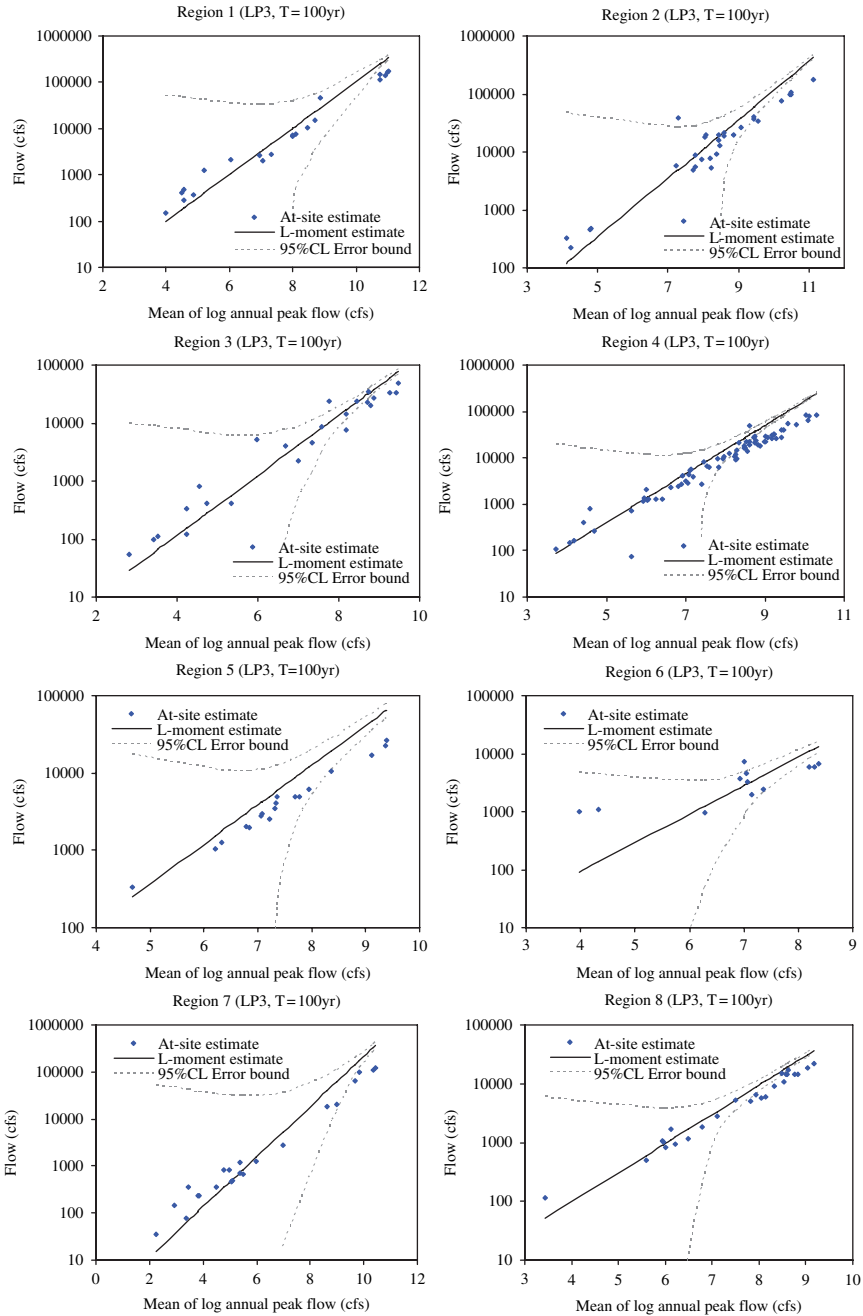 Region 1 (LP3, T=100yr)
1000000
100000
10000
1000
100
10
Flow (cfs)
At-site estimate
L-moment estimate
95%CL Error bound
2 4 6 8 10 12
Mean of log annual peak flow (cfs)
Region 2 (LP3, T=100yr)
1000000
100000
10000
1000
100
Flow (cfs)
At-site estimate
L-moment estimate
95%CL Error bound
3 5 7 9 11
Mean of log annual peak flow (cfs)
Region 3 (LP3, T=100yr)
100000
10000
1000
100
10
Flow (cfs)
At-site estimate
L-moment estimate
95%CL Error bound
2 4 6 8 10
Mean of log annual peak flow (cfs)
Region 4 (LP3, T=100yr)
1000000
100000
10000
1000
100
10
Flow (cfs)
At-site estimate
L-moment estimate
95%CL Error bound
3 5 7 9 11
Mean of log annual peak flow (cfs)
Region 5 (LP3, T=100yr)
100000
10000
1000
100
Flow (cfs)
At-site estimate
L-moment estimate
95%CL Error bound
4 5 6 7 8 9 10
Mean of log annual peak flow (cfs)
Region 6 (LP3, T=100yr)
100000
10000
1000
100
10
Flow (cfs)
At-site estimate
L-moment estimate
95%CL Error bound
3 4 5 6 7 8 9
Mean of log annual peak flow (cfs)
Region 7 (LP3, T=100yr)
1000000
100000
10000
1000
100
10
Flow (cfs)
At-site estimate
L-moment estimate
95%CL Error bound
0 2 4 6 8 10 12
Mean of log annual peak flow (cfs)
Region 8 (LP3, T=100yr)
100000
10000
1000
100
10
Flow (cfs)
At-site estimate
L-moment estimate
95%CL Error bound
3 4 5 6 7 8 9 10
Mean of log annual peak flow (cfs)